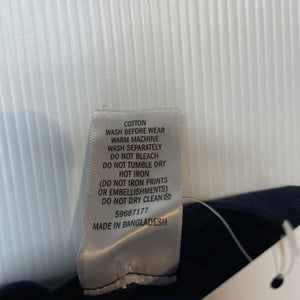 COTTON
WASH BEFORE WEAR
WARM MACHINE
WASH SEPARATELY
DO NOT BLEACH
DO NOT TUMBLE DRY
HOT IRON
(DO NOT IRON PRINTS
OR EMBELLISHMENTS)
DO NOT DRY CLEAN
59687177
MADE IN BANGLADESH